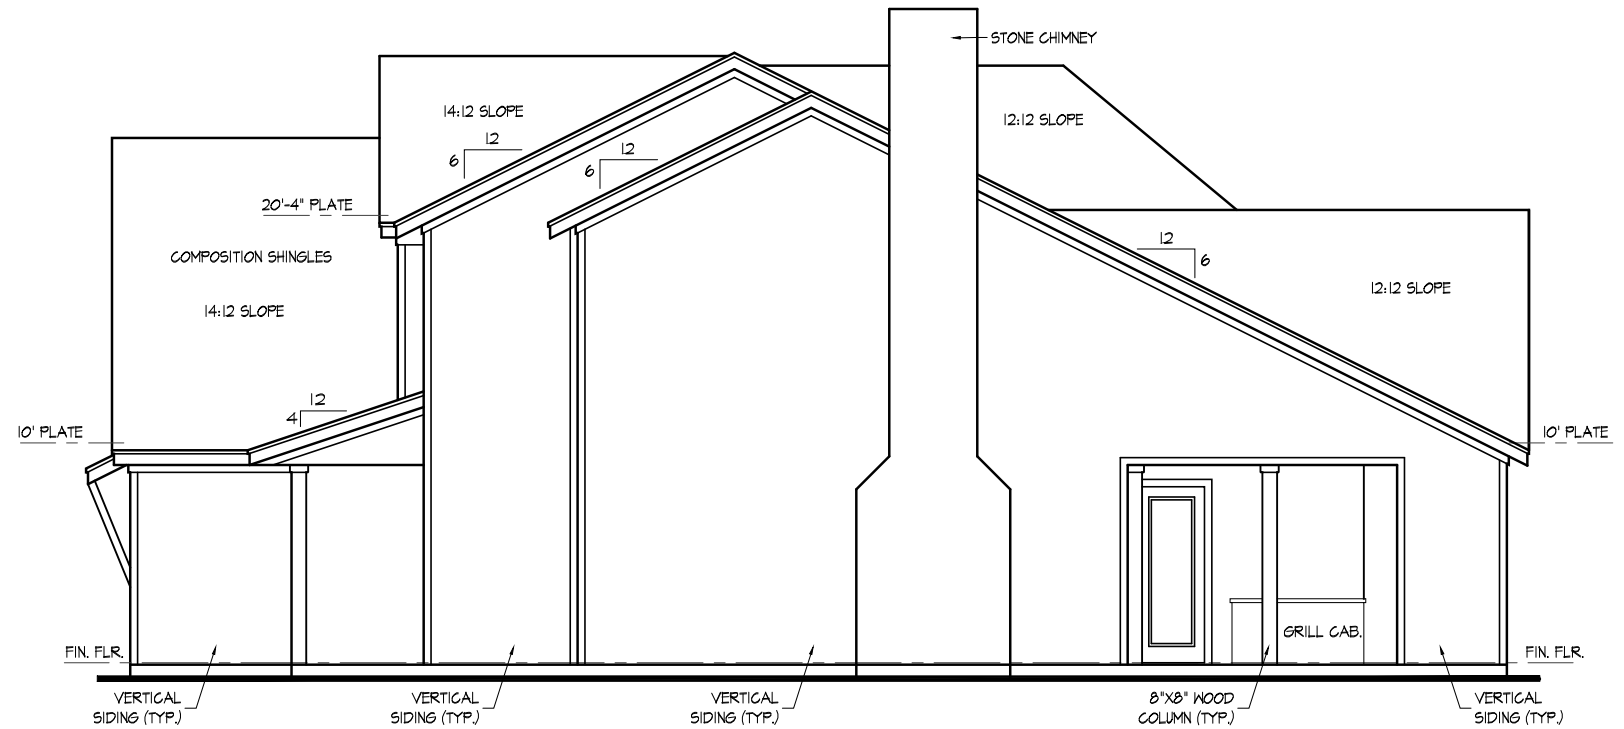 STONE CHIMNEY
14:12 SLOPE
12:12 SLOPE
12
6
12
6
20'-4" PLATE
12
6
COMPOSITION SHINGLES
12:12 SLOPE
14:12 SLOPE
12
4
10' PLATE
10' PLATE
GRILL CAB.
FIN. FLR.
FIN. FLR.
VERTICAL
SIDING (TYP.)
VERTICAL
SIDING (TYP.)
VERTICAL
SIDING (TYP.)
8"X8" WOOD
COLUMN (TYP.)
VERTICAL
SIDING (TYP.)